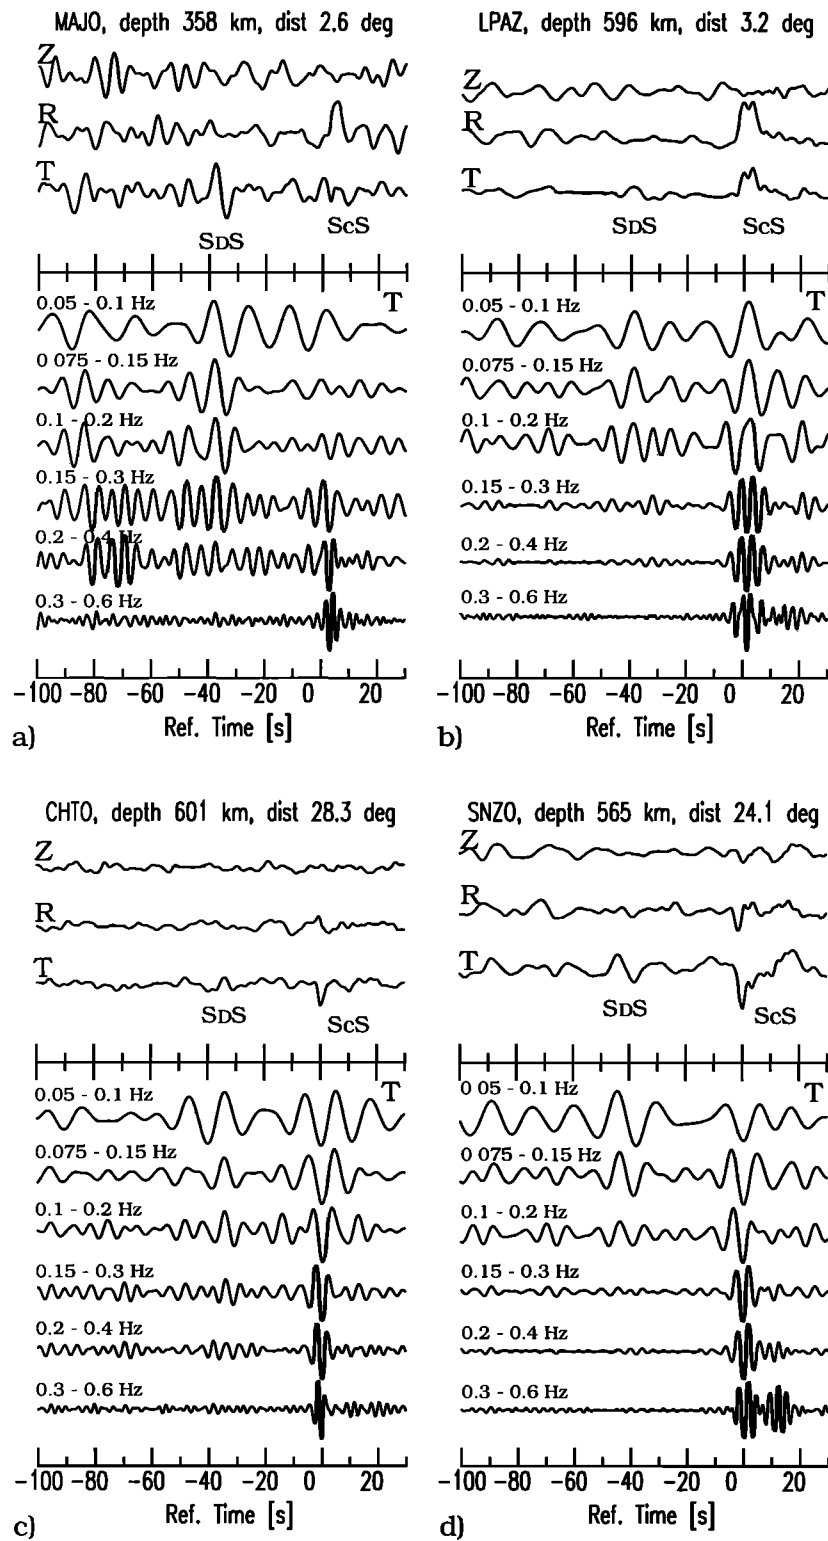 MAJO, depth 358 km, dist 2.6 deg
Z
R
T
SDS
ScS
0.05 - 0.1 Hz
T
0 075 - 0.15 Hz
0.1 - 0.2 Hz
0.15 - 0.3 Hz
0.2 - 0.4 Hz
0.3 - 0.6 Hz
-100 -80 -60 -40 -20 0 20
Ref. Time [s]
a)
LPAZ, depth 596 km, dist 3.2 deg
Z
R
T
SDS
ScS
T
0.05 - 0.1 Hz
0.075 - 0.15 Hz
0.1 - 0.2 Hz
0.15 - 0.3 Hz
0.2 - 0.4 Hz
0.3 - 0.6 Hz
-100 -80 -60 -40 -20 0 20
Ref. Time [s]
b)
CHTO, depth 601 km, dist 28.3 deg
Z
R
T
SDS
ScS
0.05 - 0.1 Hz
T
0.075 - 0.15 Hz
0.1 - 0.2 Hz
0.15 - 0.3 Hz
0.2 - 0.4 Hz
0.3 - 0.6 Hz
-100 -80 -60 -40 -20 0 20
Ref. Time [s]
c)
SNZO, depth 565 km, dist 24.1 deg
Z
R
T
SDS
ScS
0 05 - 0.1 Hz
T
0 075 - 0.15 Hz
0.1 - 0.2 Hz
0.15 - 0.3 Hz
0.2 - 0.4 Hz
0.3 - 0.6 Hz
-100 -80 -60 -40 -20 0 20
Ref. Time [s]
d)